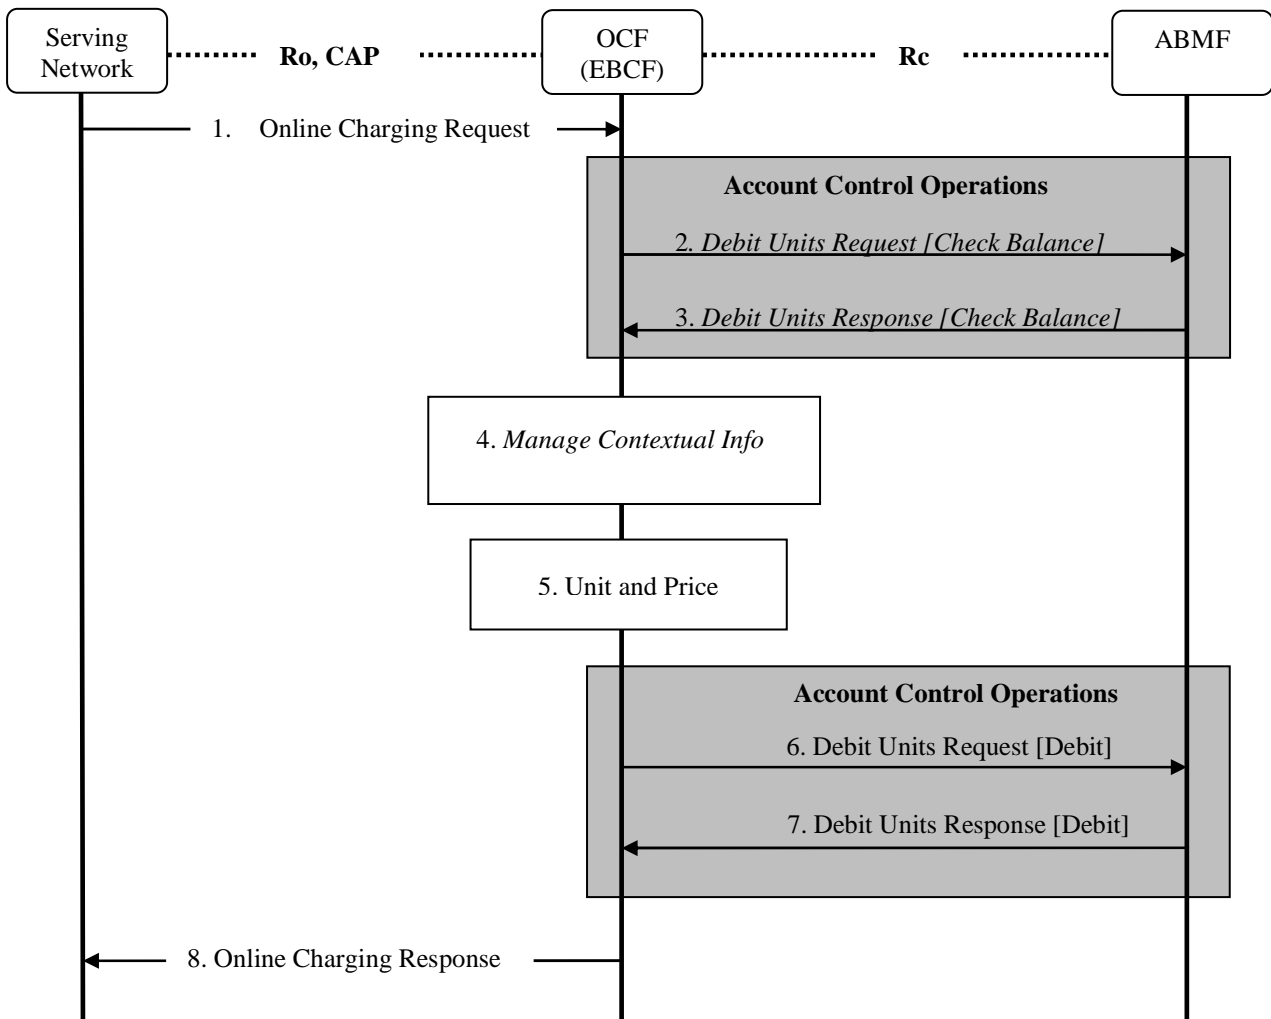 Serving
Network
Ro, CAP
OCF
(EBCF)
Rc
ABMF
1. Online Charging Request
Account Control Operations
2. Debit Units Request [Check Balance]
3. Debit Units Response [Check Balance]
4. Manage Contextual Info
5. Unit and Price
Account Control Operations
6. Debit Units Request [Debit]
7. Debit Units Response [Debit]
8. Online Charging Response